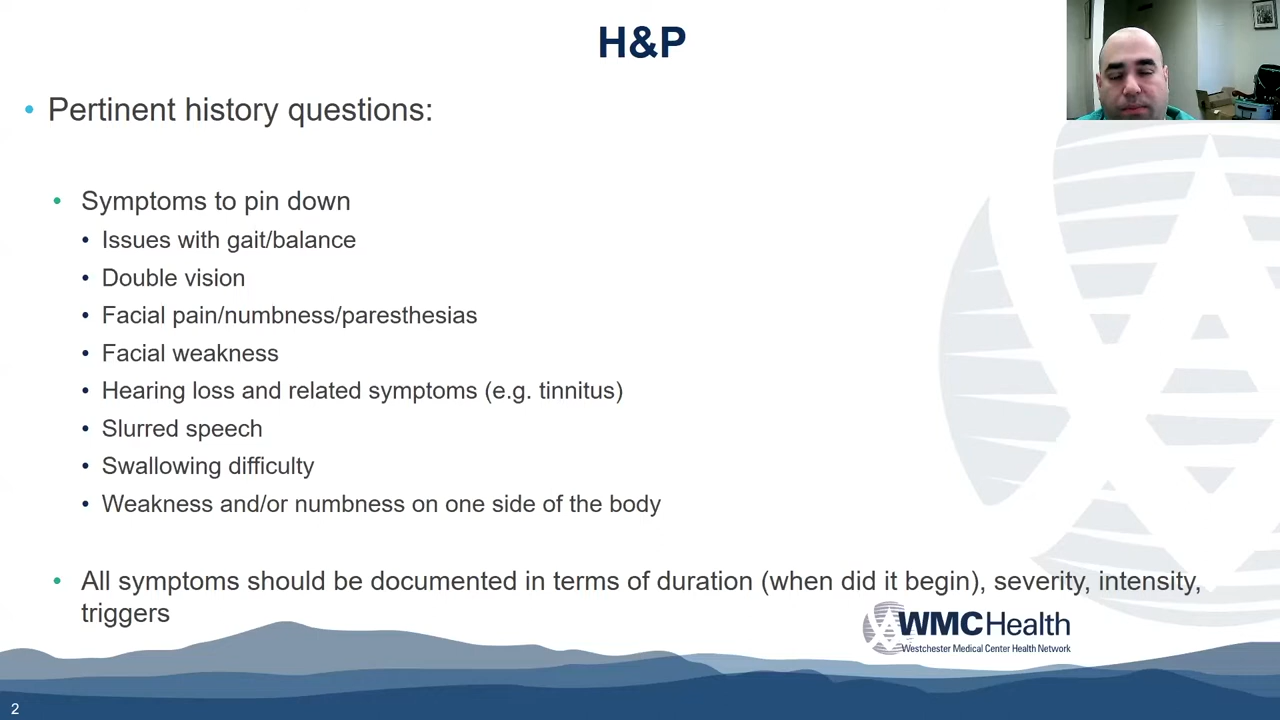 H&P
• Pertinent history questions:
• Symptoms to pin down
• Issues with gait/balance
• Double vision
• Facial pain/numbness/paresthesias
• Facial weakness
• Hearing loss and related symptoms (e.g. tinnitus)
• Slurred speech
• Swallowing difficulty
• Weakness and/or numbness on one side of the body
• All symptoms should be documented in terms of duration (when did it begin), severity, intensity,
triggers
WMCHealth
Westchester Medical Center Health Network
2